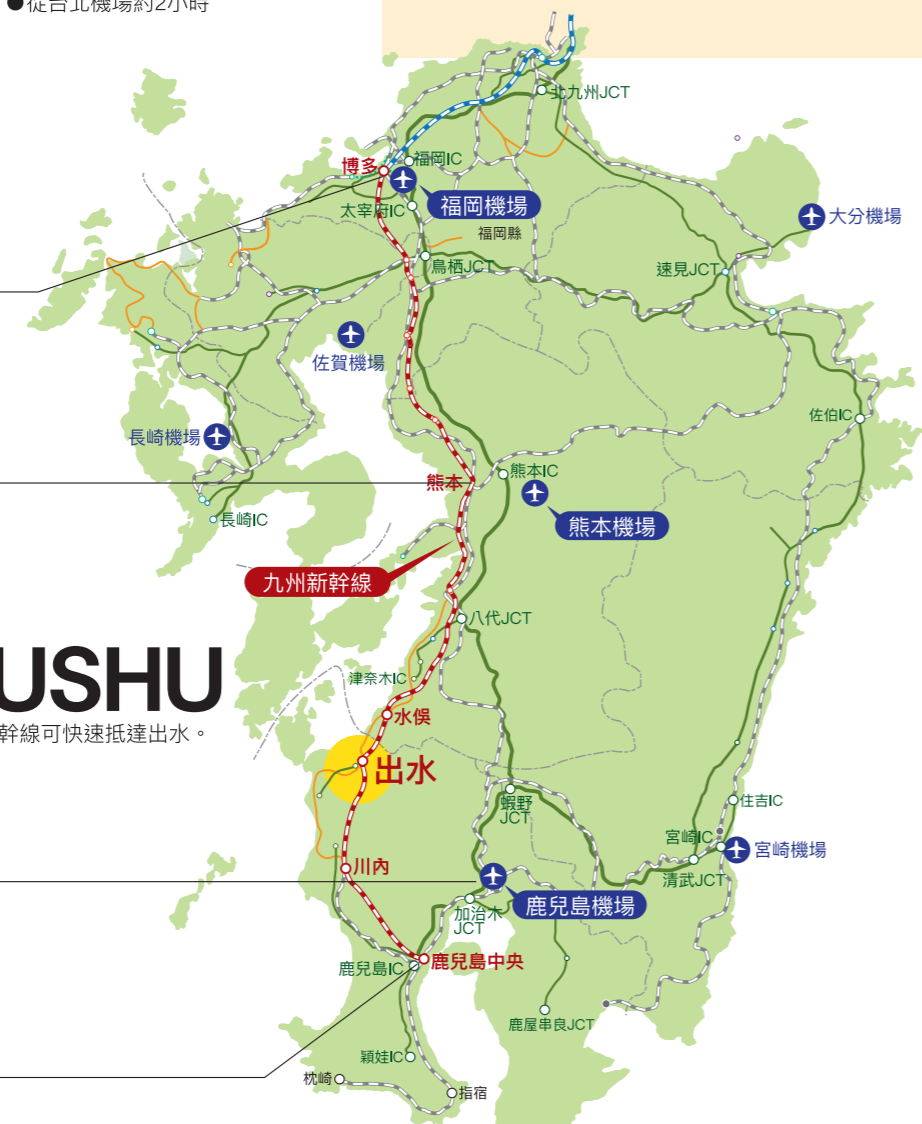 ●從台北機場約2小時
北九州JCT
博多
福岡IC
福岡機場
太宰府IC
大分機場
福岡縣
鳥栖JCT
速見JCT
佐賀機場
佐伯IC
長崎機場
熊本
熊本IC
長崎IC
熊本機場
九州新幹線
八代JCT
USHU
津奈木IC
水俁
幹線可快速抵達出水。
出水
蝦野
JCT
住吉IC
宮崎IC
宮崎機場
清武JCT
川內
鹿兒島機場
加治木
JCT
鹿兒島IC
鹿兒島中央
鹿屋串良JCT
穎娃IC
枕崎
指宿